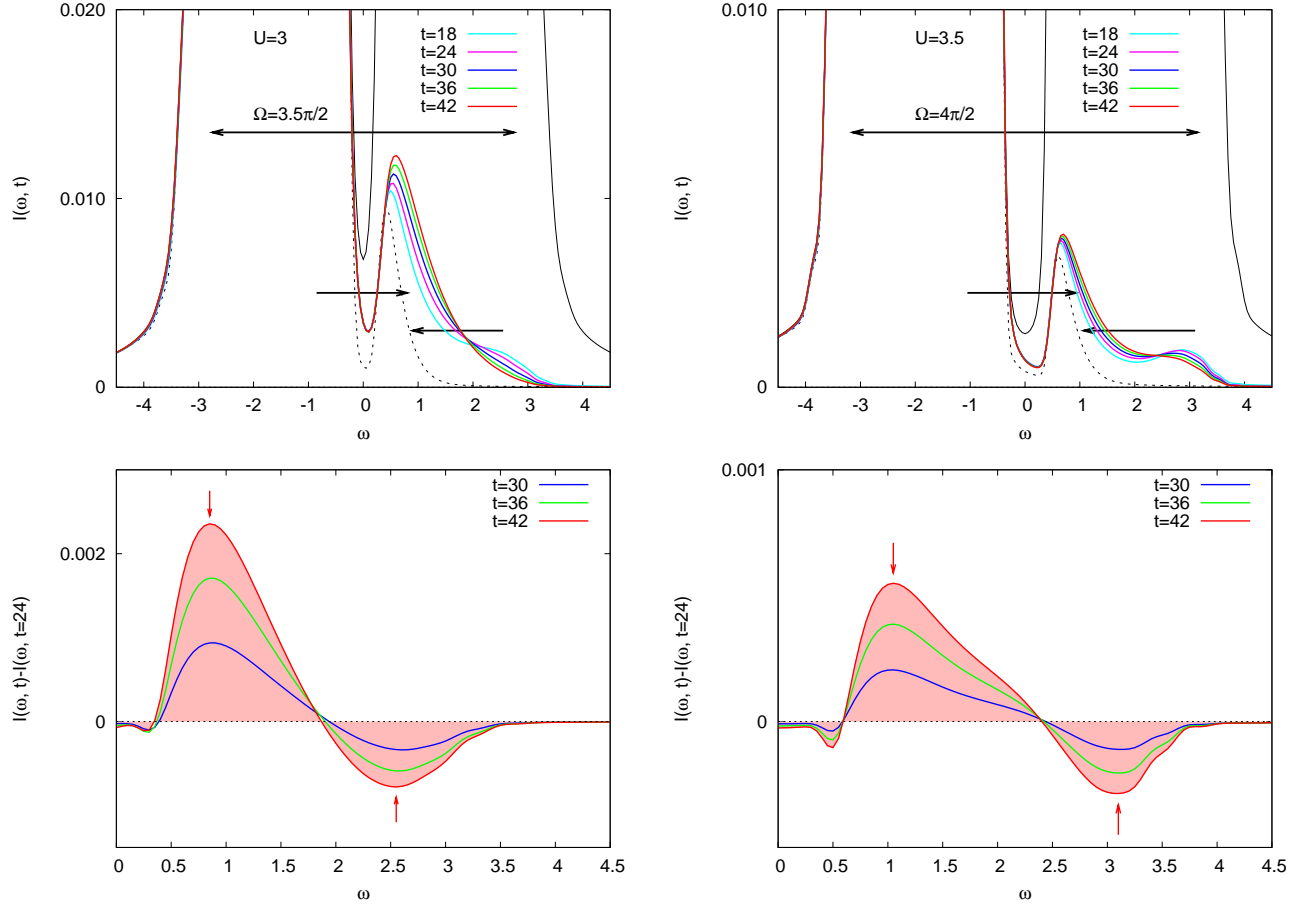 0.020
U=3
t=18
t=24
t=30
t=36
t=42
Ω=3.5π/2
0.010
I(ω, t)
0
-4 -3 -2 -1 0 1 2 3 4
ω
0.010
U=3.5
t=18
t=24
t=30
t=36
t=42
Ω=4π/2
I(ω, t)
0
-4 -3 -2 -1 0 1 2 3 4
ω
t=30
t=36
t=42
0.002
I(ω, t)-I(ω, t=24)
0
0 0.5 1 1.5 2 2.5 3 3.5 4 4.5
ω
0.001
t=30
t=36
t=42
I(ω, t)-I(ω, t=24)
0
0 0.5 1 1.5 2 2.5 3 3.5 4 4.5
ω